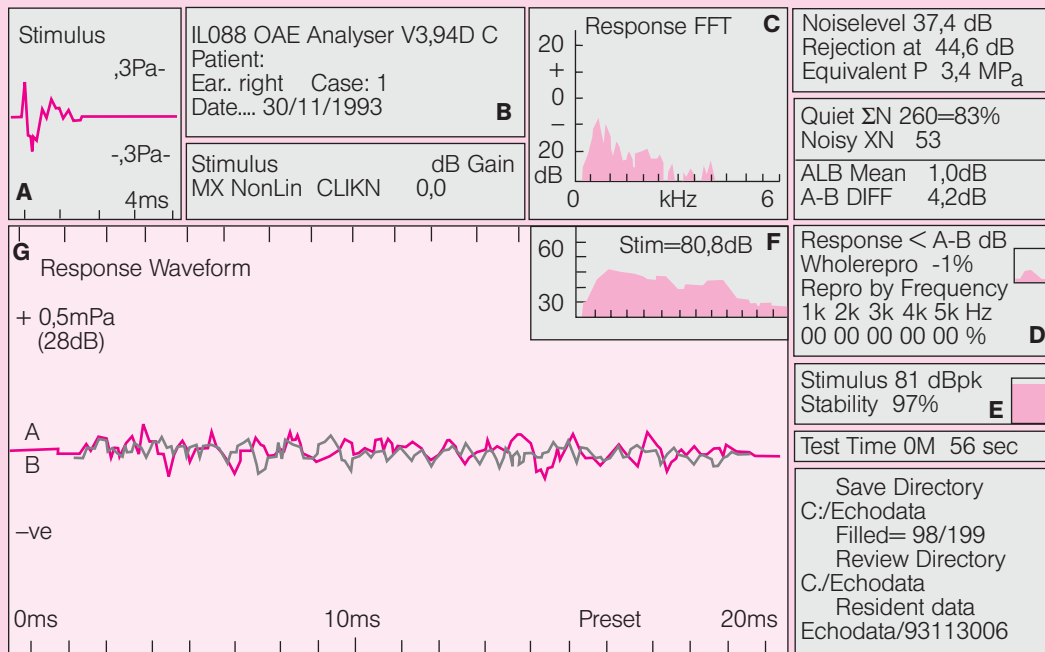 Stimulus
,3Pa-
-,3Pa-
A
4ms
IL088 OAE Analyser V3,94D C
Patient:
Ear.. right Case: 1
Date.... 30/11/1993
B
Stimulus dB Gain
MX NonLin CLIKN 0,0
Response FFT C
20
+
0
–
20
dB
0 kHz 6
Noiselevel 37,4 dB
Rejection at 44,6 dB
Equivalent P 3,4 MPa
Quiet ΣN 260=83%
Noisy XN 53
ALB Mean 1,0dB
A-B DIFF 4,2dB
G
Response Waveform
+ 0,5mPa
(28dB)
A
B
–ve
0ms 10ms Preset 20ms
60 Stim=80,8dB F
30
Response < A-B dB
Wholerepro -1%
Repro by Frequency
1k 2k 3k 4k 5k Hz
00 00 00 00 00 %
D
Stimulus 81 dBpk
Stability 97%
E
Test Time 0M 56 sec
Save Directory
C:/Echodata
Filled= 98/199
Review Directory
C./Echodata
Resident data
Echodata/93113006